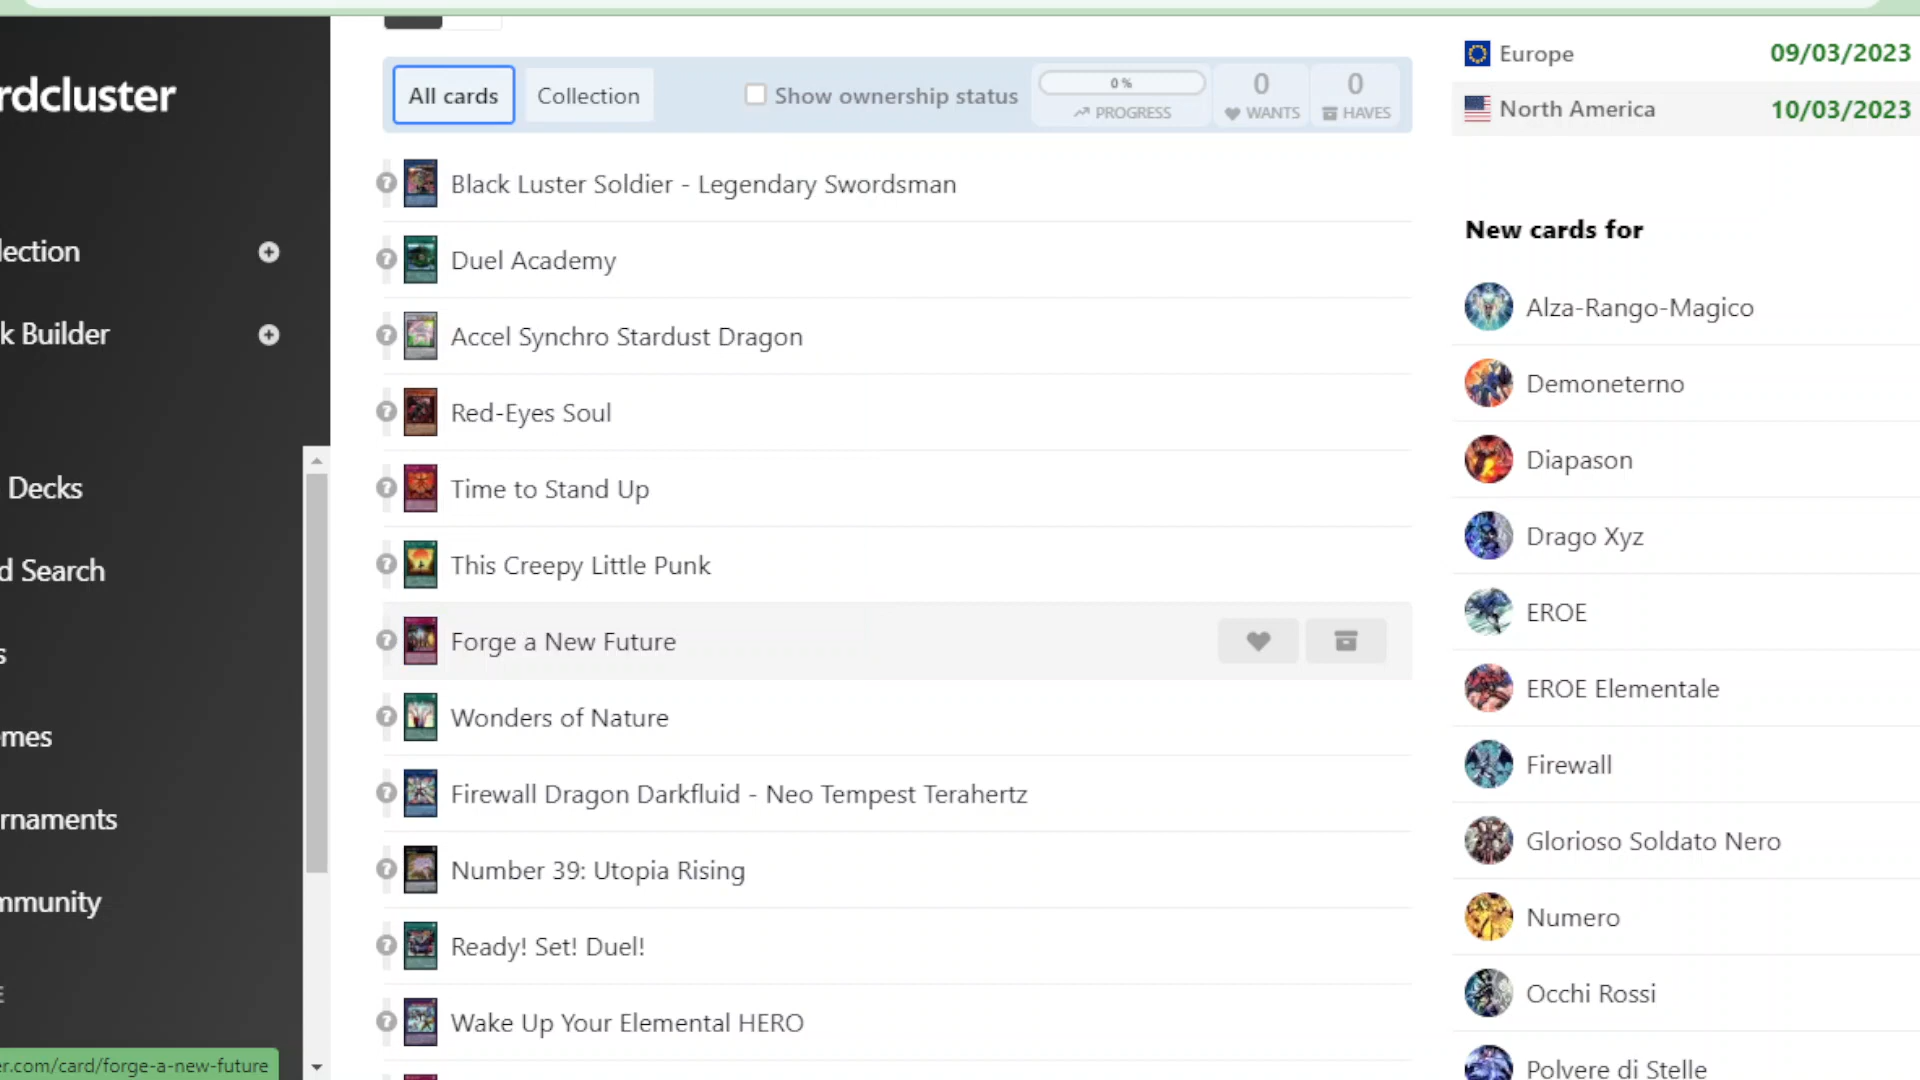 rdcluster
lection
k Builder
Decks
d Search
s
emes
rnaments
mmunity
E
er.com/card/forge-a-new-future
All cards
Collection
Show ownership status
0 %
PROGRESS
0
WANTS
0
HAVES
Black Luster Soldier - Legendary Swordsman
Duel Academy
Accel Synchro Stardust Dragon
Red-Eyes Soul
Time to Stand Up
This Creepy Little Punk
Forge a New Future
Wonders of Nature
Firewall Dragon Darkfluid - Neo Tempest Terahertz
Number 39: Utopia Rising
Ready! Set! Duel!
Wake Up Your Elemental HERO
Europe 09/03/2023
North America 10/03/2023
New cards for
Alza-Rango-Magico
Demoneterno
Diapason
Drago Xyz
EROE
EROE Elementale
Firewall
Glorioso Soldato Nero
Numero
Occhi Rossi
Polvere di Stelle